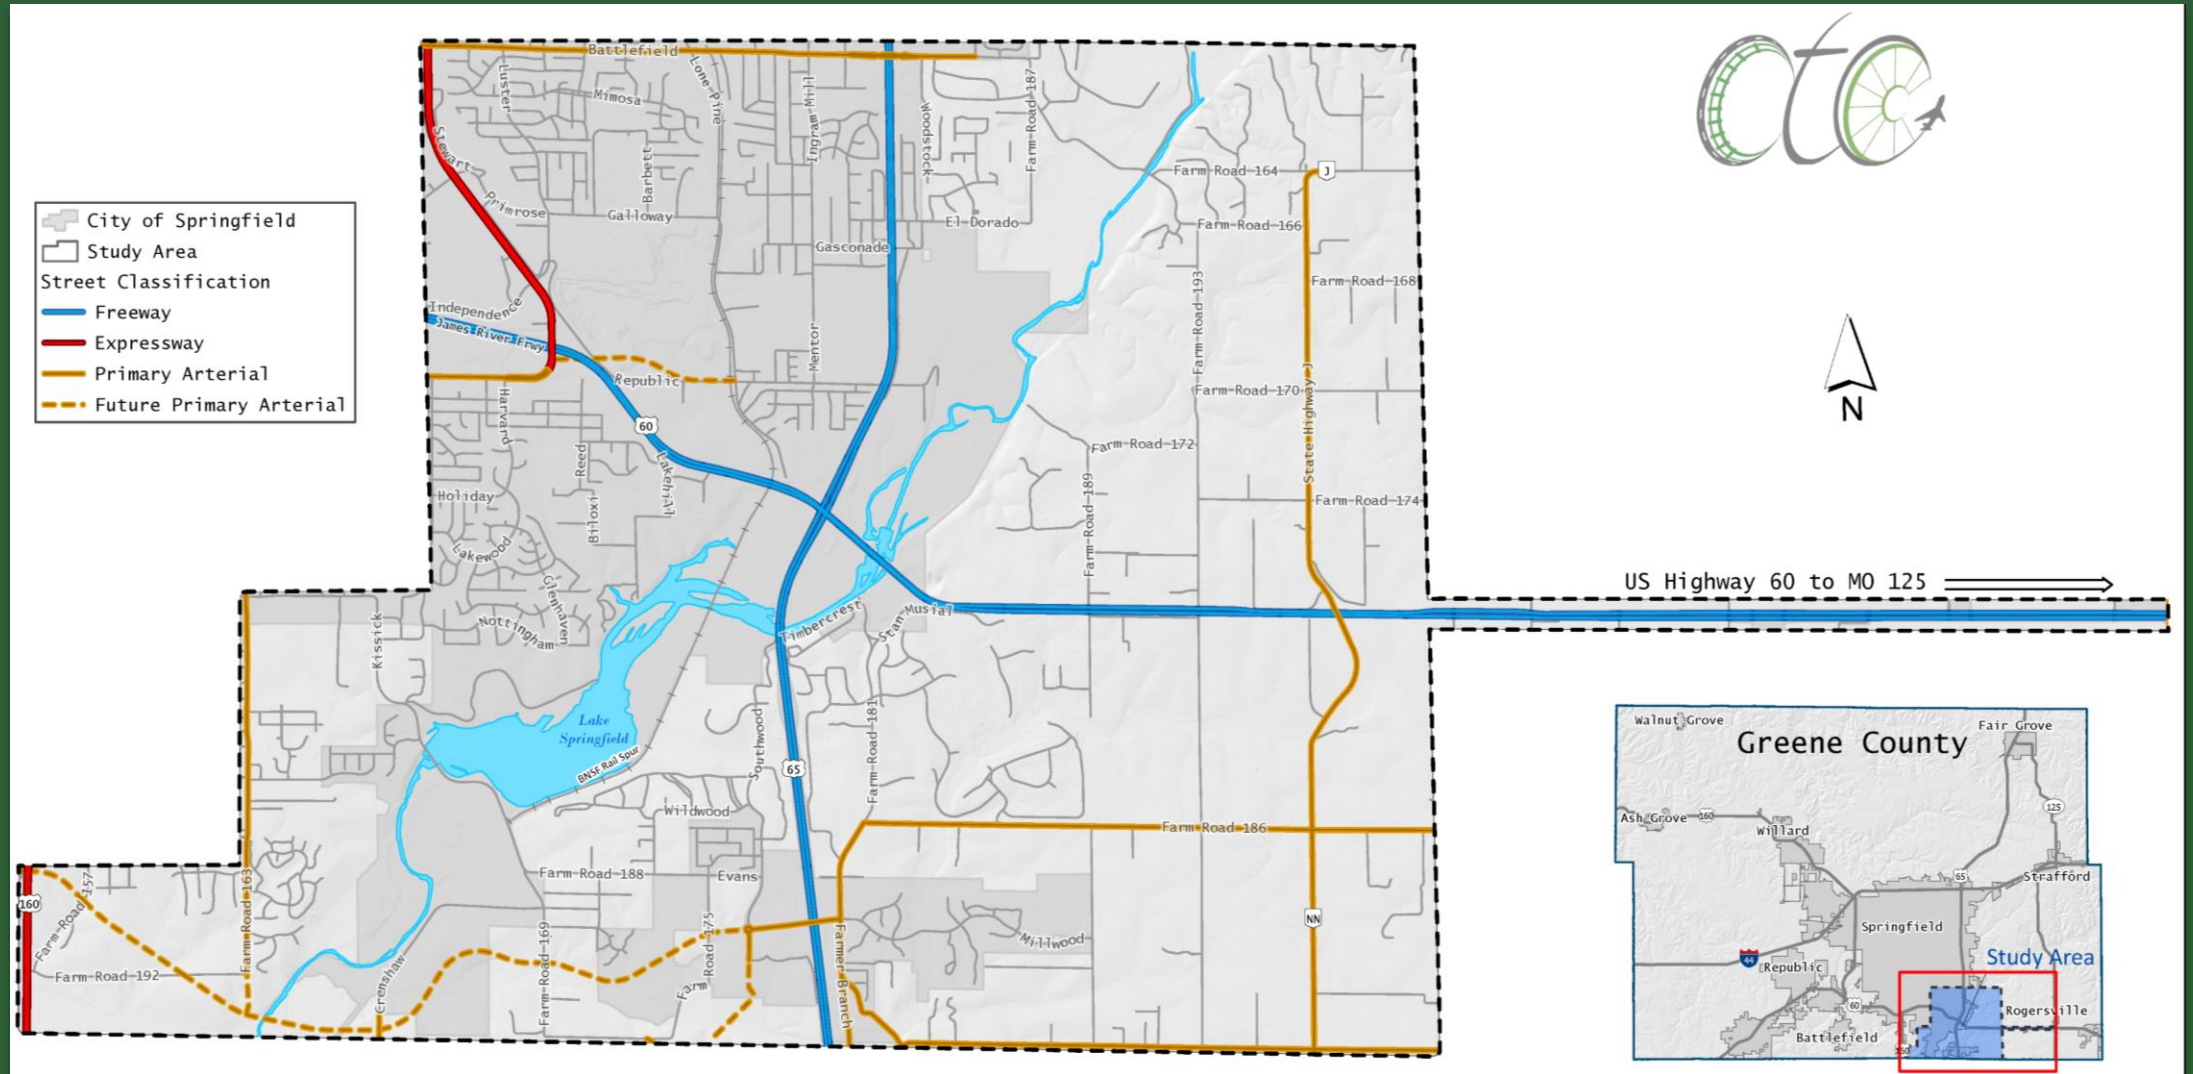 cto
City of Springfield
Study Area
Street Classification
Freeway
Expressway
Primary Arterial
Future Primary Arterial
Battlefield
Luster
Mimosa
Lone Pine
Barbett
Ingram Mill
Woodstock
Farm Road 187
Stewart
Primrose
Galloway
Gasconade
El Dorado
Farm Road 164
J
Farm Road 166
Farm Road 168
Farm Road 193
Independence
James River Frwy
Republic
Mentor
Farm Road 170
State Highway J
Harvard
60
Farm Road 172
Reed
Lakehill
Holiday
Biloxi
Farm Road 189
Farm Road 174
Lakewood
Glenhaven
Nottingham
Kissick
Timbercrest
Stan Musial
US Highway 60 to MO 125
N
Lake
Springfield
BNSF Rail Spur
Southwood
65
Farm Road 181
Wildwood
Farm Road 186
Farm Road 188
Evans
160
Farm Road 157
Farm Road 163
Farm Road 192
Crenshaw
Farm Road 169
Farm Road 175
Farmer Branch
Millwood
NN
Walnut Grove
Fair Grove
Greene County
Ash Grove
160
125
Willard
65
Strafford
Springfield
44
Republic
Study Area
60
Rogersville
Battlefield
160